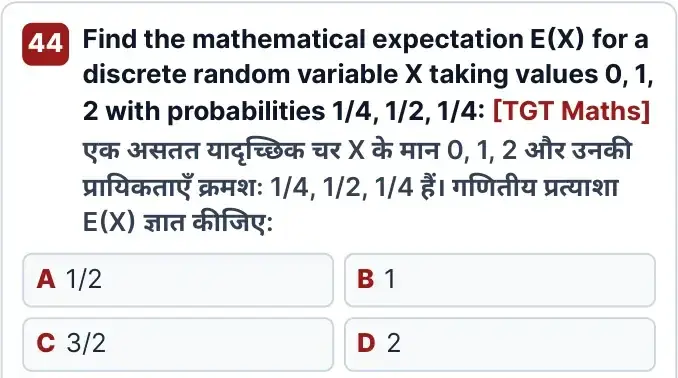 44 Find the mathematical expectation E(X) for a
discrete random variable X taking values 0, 1,
2 with probabilities 1/4, 1/2, 1/4: [TGT Maths]
एक असतत यादृच्छिक चर X के मान 0, 1, 2 और उनकी
प्रायिकताएँ क्रमशः 1/4, 1/2, 1/4 हैं। गणितीय प्रत्याशा
E(X) ज्ञात कीजिए:
A 1/2
B 1
C 3/2
D 2